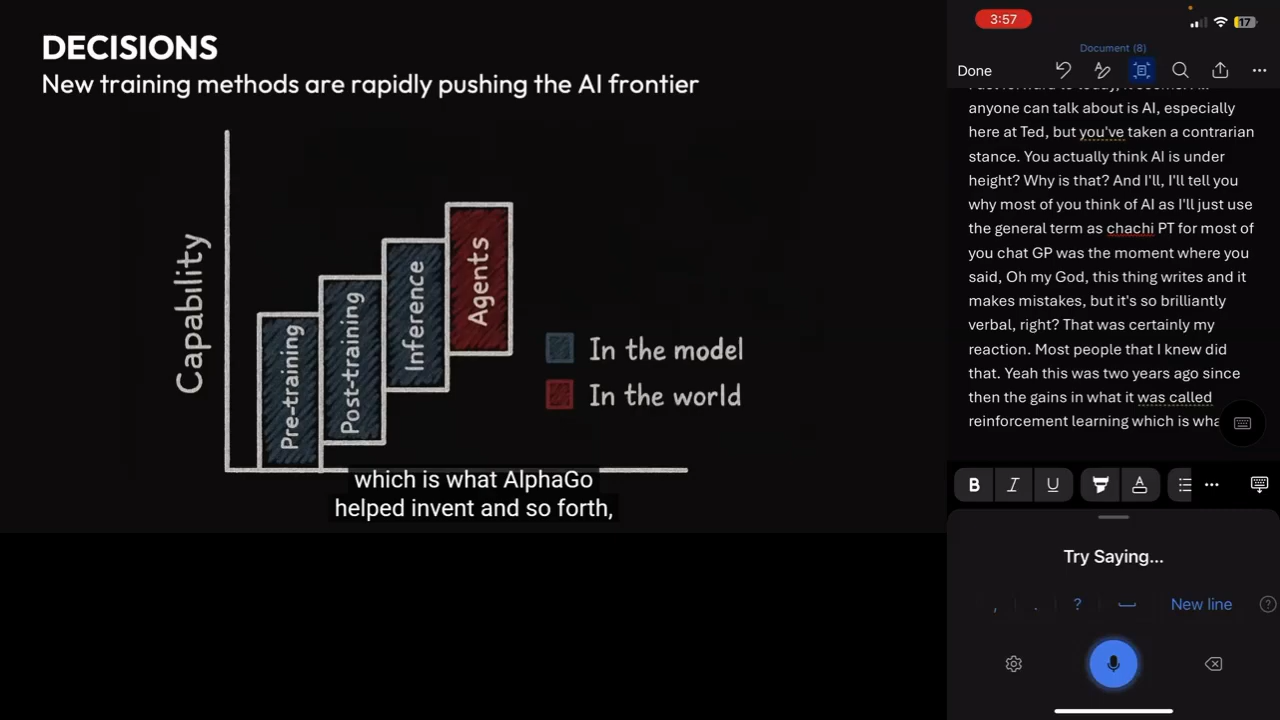 DECISIONS
New training methods are rapidly pushing the AI frontier
Capability
Pre-training
Post-training
Inference
Agents
In the model
In the world
which is what AlphaGo
helped invent and so forth,
3:57
17
Document (8)
Done
anyone can talk about is AI, especially
here at Ted, but you've taken a contrarian
stance. You actually think AI is under
height? Why is that? And I'll, I'll tell you
why most of you think of AI as I'll just use
the general term as chachi PT for most of
you chat GP was the moment where you
said, Oh my God, this thing writes and it
makes mistakes, but it's so brilliantly
verbal, right? That was certainly my
reaction. Most people that I knew did
that. Yeah this was two years ago since
then the gains in what it was called
reinforcement learning which is wha
B I U A
Try Saying...
, . ? New line ?